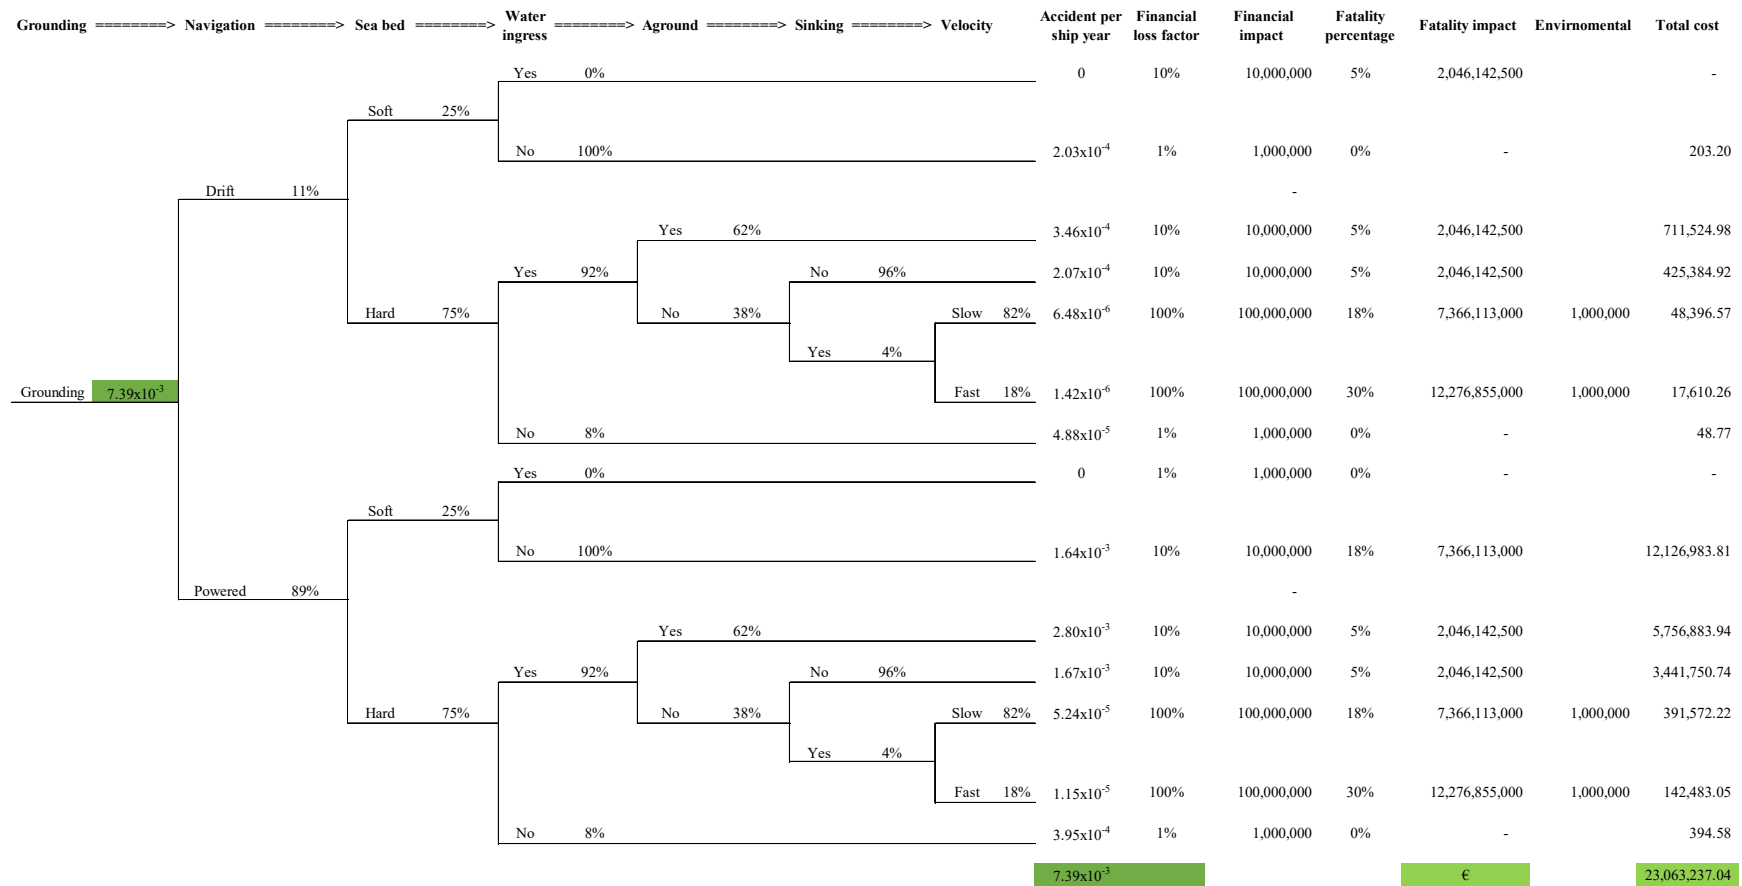 Grounding ========> Navigation ========> Sea bed ========> Water ingress ========> Aground ========> Sinking ========> Velocity Accident per ship year Financial loss factor Financial impact Fatality percentage Fatality impact Envirnomental Total cost
Yes 0% 0 10% 10,000,000 5% 2,046,142,500 -
Soft 25%
No 100% 2.03x10⁻⁴ 1% 1,000,000 0% - 203.20
Drift 11% -
Yes 62% 3.46x10⁻⁴ 10% 10,000,000 5% 2,046,142,500 711,524.98
Yes 92% No 96% 2.07x10⁻⁴ 10% 10,000,000 5% 2,046,142,500 425,384.92
Hard 75% No 38% Slow 82% 6.48x10⁻⁶ 100% 100,000,000 18% 7,366,113,000 1,000,000 48,396.57
Yes 4%
Grounding 7.39x10⁻³ Fast 18% 1.42x10⁻⁶ 100% 100,000,000 30% 12,276,855,000 1,000,000 17,610.26
No 8% 4.88x10⁻⁵ 1% 1,000,000 0% - 48.77
Yes 0% 0 1% 1,000,000 0% - -
Soft 25%
No 100% 1.64x10⁻³ 10% 10,000,000 18% 7,366,113,000 12,126,983.81
Powered 89% -
Yes 62% 2.80x10⁻³ 10% 10,000,000 5% 2,046,142,500 5,756,883.94
Yes 92% No 96% 1.67x10⁻³ 10% 10,000,000 5% 2,046,142,500 3,441,750.74
Hard 75% No 38% Slow 82% 5.24x10⁻⁵ 100% 100,000,000 18% 7,366,113,000 1,000,000 391,572.22
Yes 4%
Fast 18% 1.15x10⁻⁵ 100% 100,000,000 30% 12,276,855,000 1,000,000 142,483.05
No 8% 3.95x10⁻⁴ 1% 1,000,000 0% - 394.58
7.39x10⁻³ € 23,063,237.04